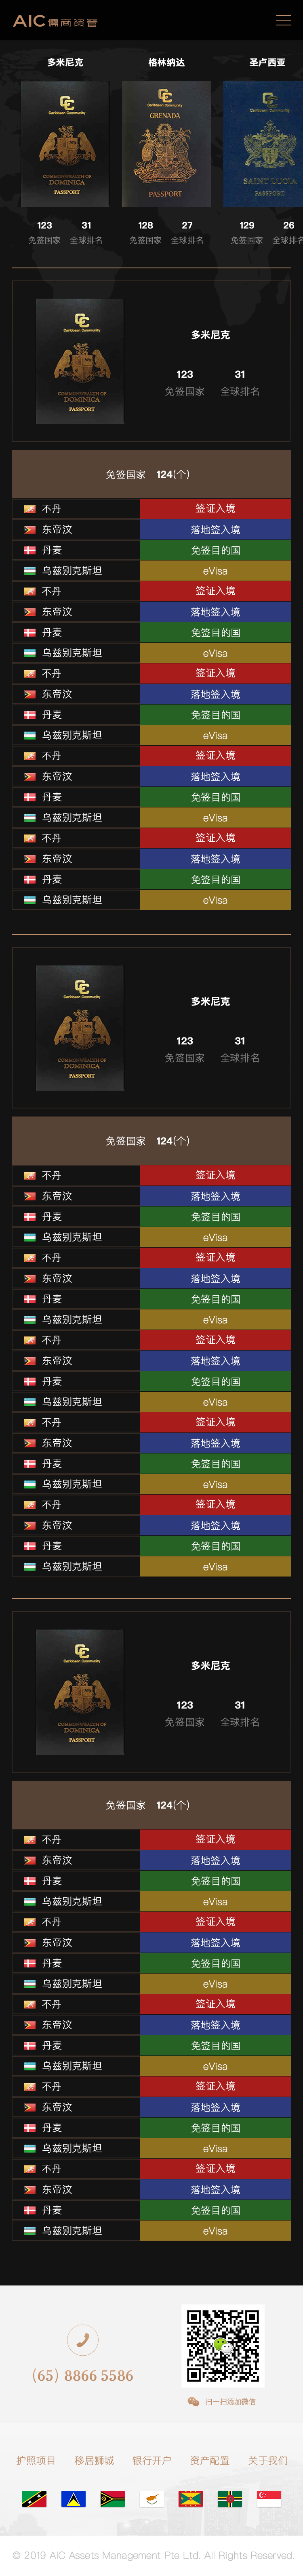 AIC儒商资管
多米尼克 格林纳达 圣卢西亚
CC CC CC
Caribbean Community Caribbean Community Caribbean Community
GRENADA
COMMONWEALTH OF
DOMINICA
SAINT LUCIA
PASSPORT PASSPORT PASSPORT
123 31 128 27 129 26
免签国家 全球排名 免签国家 全球排名 免签国家 全球排名
CC
Caribbean Community
COMMONWEALTH OF
DOMINICA
PASSPORT
多米尼克
123 31
免签国家 全球排名
免签国家 124(个)
不丹 签证入境
东帝汶 落地签入境
丹麦 免签目的国
乌兹别克斯坦 eVisa
不丹 签证入境
东帝汶 落地签入境
丹麦 免签目的国
乌兹别克斯坦 eVisa
不丹 签证入境
东帝汶 落地签入境
丹麦 免签目的国
乌兹别克斯坦 eVisa
不丹 签证入境
东帝汶 落地签入境
丹麦 免签目的国
乌兹别克斯坦 eVisa
不丹 签证入境
东帝汶 落地签入境
丹麦 免签目的国
乌兹别克斯坦 eVisa
CC
Caribbean Community
COMMONWEALTH OF
DOMINICA
PASSPORT
多米尼克
123 31
免签国家 全球排名
免签国家 124(个)
不丹 签证入境
东帝汶 落地签入境
丹麦 免签目的国
乌兹别克斯坦 eVisa
不丹 签证入境
东帝汶 落地签入境
丹麦 免签目的国
乌兹别克斯坦 eVisa
不丹 签证入境
东帝汶 落地签入境
丹麦 免签目的国
乌兹别克斯坦 eVisa
不丹 签证入境
东帝汶 落地签入境
丹麦 免签目的国
乌兹别克斯坦 eVisa
不丹 签证入境
东帝汶 落地签入境
丹麦 免签目的国
乌兹别克斯坦 eVisa
CC
Caribbean Community
COMMONWEALTH OF
DOMINICA
PASSPORT
多米尼克
123 31
免签国家 全球排名
免签国家 124(个)
不丹 签证入境
东帝汶 落地签入境
丹麦 免签目的国
乌兹别克斯坦 eVisa
不丹 签证入境
东帝汶 落地签入境
丹麦 免签目的国
乌兹别克斯坦 eVisa
不丹 签证入境
东帝汶 落地签入境
丹麦 免签目的国
乌兹别克斯坦 eVisa
不丹 签证入境
东帝汶 落地签入境
丹麦 免签目的国
乌兹别克斯坦 eVisa
不丹 签证入境
东帝汶 落地签入境
丹麦 免签目的国
乌兹别克斯坦 eVisa
(65) 8866 5586
扫一扫添加微信
护照项目 移居狮城 银行开户 资产配置 关于我们
© 2019 AIC Assets Management Pte Ltd. All Rights Reserved.